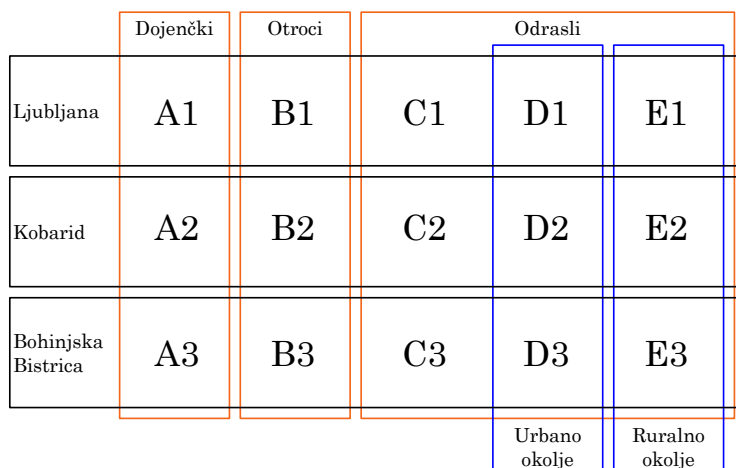 Dojenčki Otroci Odrasli
Ljubljana A1 B1 C1 D1 E1
Kobarid A2 B2 C2 D2 E2
Bohinjska
Bistrica A3 B3 C3 D3 E3
Urbano
okolje
Ruralno
okolje